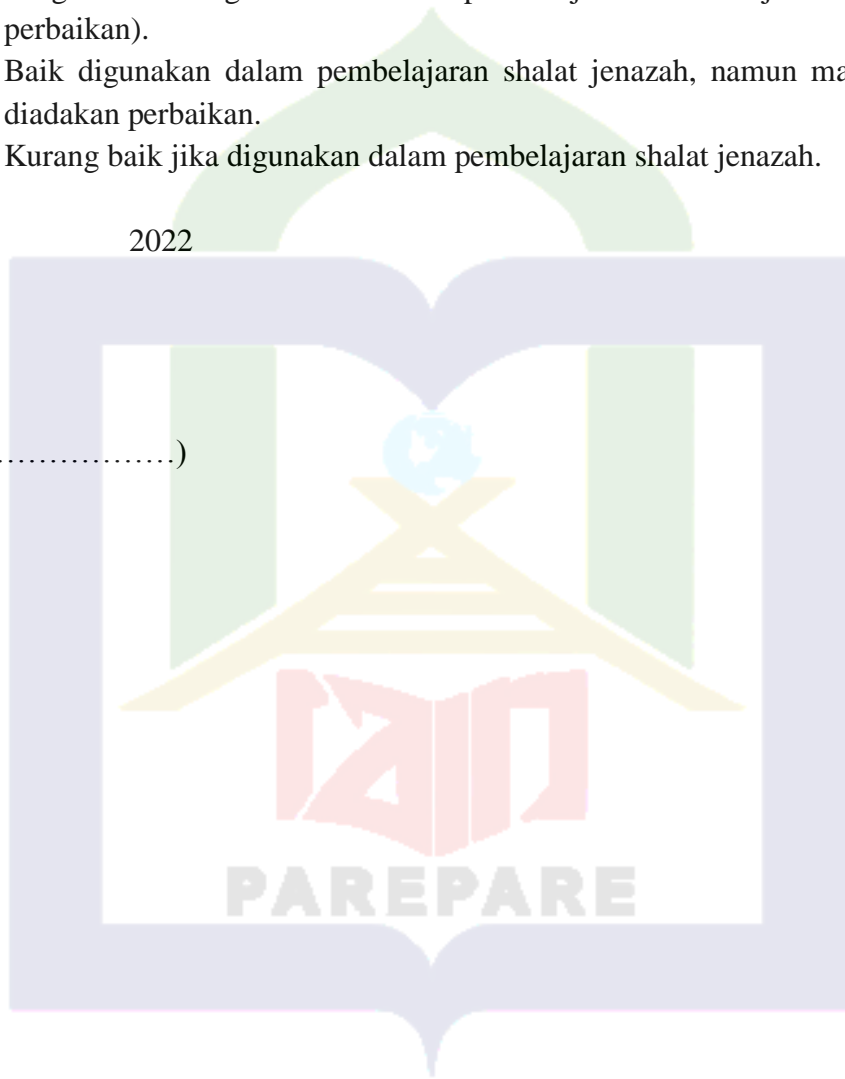 perbaikan).
Baik digunakan dalam pembelajaran shalat jenazah, namun
diadakan perbaikan.
Kurang baik jika digunakan dalam pembelajaran shalat jenazah.
2022
………………)
iain
PAREPARE